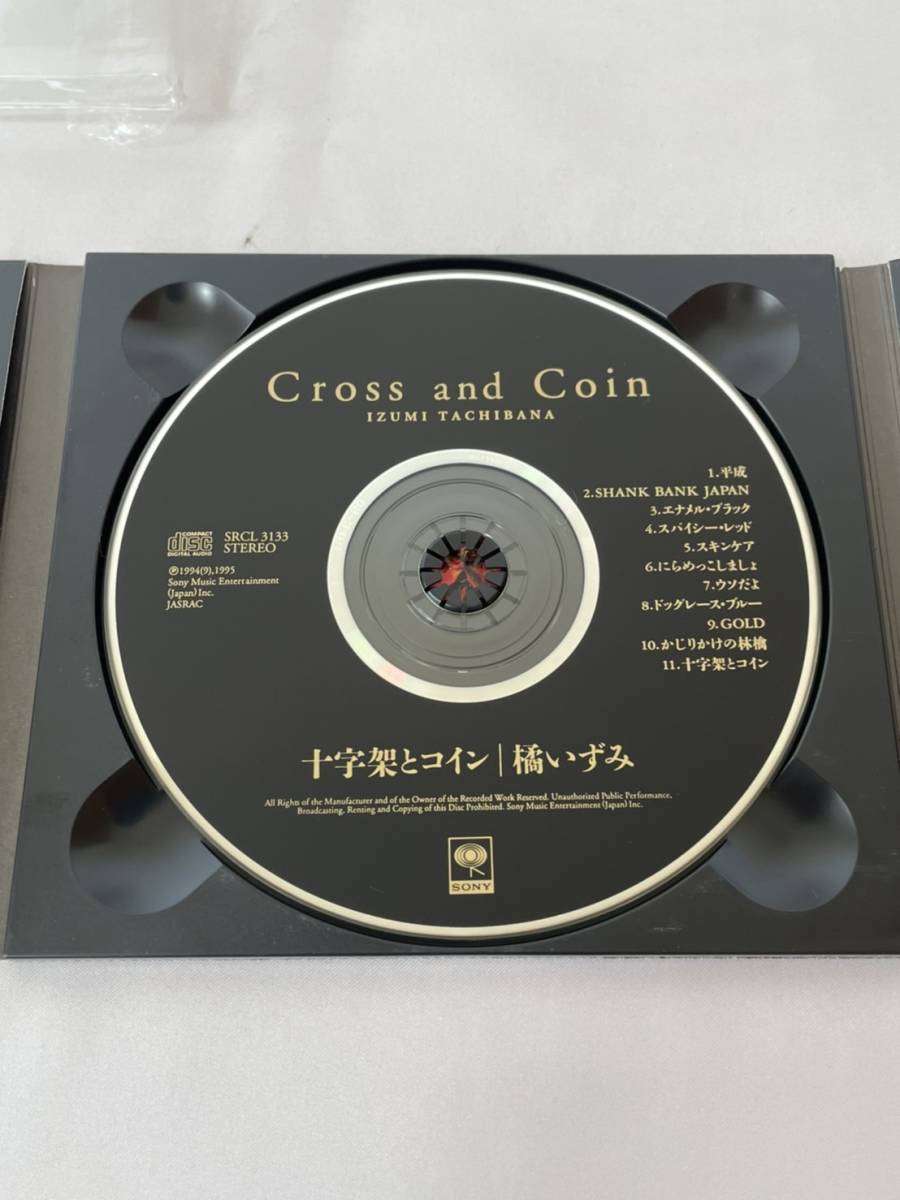 Cross and Coin
IZUMI TACHIBANA
1.平成
2.SHANK BANK JAPAN
3.エナメル・ブラック
4.スパイシー・レッド
5.スキンケア
6.にらめっこしましょ
7.ウソだよ
8.ドッグレース・ブルー
9.GOLD
10.かじりかけの林檎
11.十字架とコイン
COMPACT
disc
DIGITAL AUDIO
SRCL 3133
STEREO
Ⓟ1994(9),1995
Sony Music Entertainment
(Japan) Inc.
JASRAC
十字架とコイン|橘いずみ
All Rights of the Manufacturer and of the Owner of the Recorded Work Reserved. Unauthorized Public Performance,
Broadcasting, Renting and Copying of this Disc Prohibited. Sony Music Entertainment (Japan) Inc.
SONY